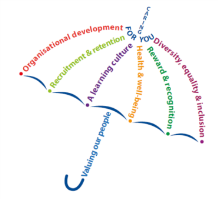 Organisational development
Recruitment & retention
A learning culture
Valuing our people
FOR YOU
Health & well-being
Reward & recognition
Diversity, equality & inclusion